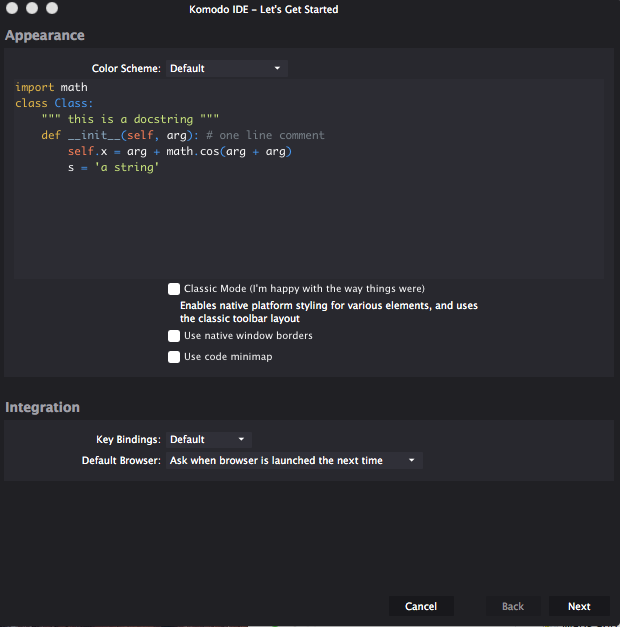 Komodo IDE - Let's Get Started
Appearance
Color Scheme: Default
import math
class Class:
    """ this is a docstring """
    def __init__(self, arg): # one line comment
        self.x = arg + math.cos(arg + arg)
        s = 'a string'
Classic Mode (I'm happy with the way things were)
Enables native platform styling for various elements, and uses
the classic toolbar layout
Use native window borders
Use code minimap
Integration
Key Bindings: Default
Default Browser: Ask when browser is launched the next time
Cancel Back Next